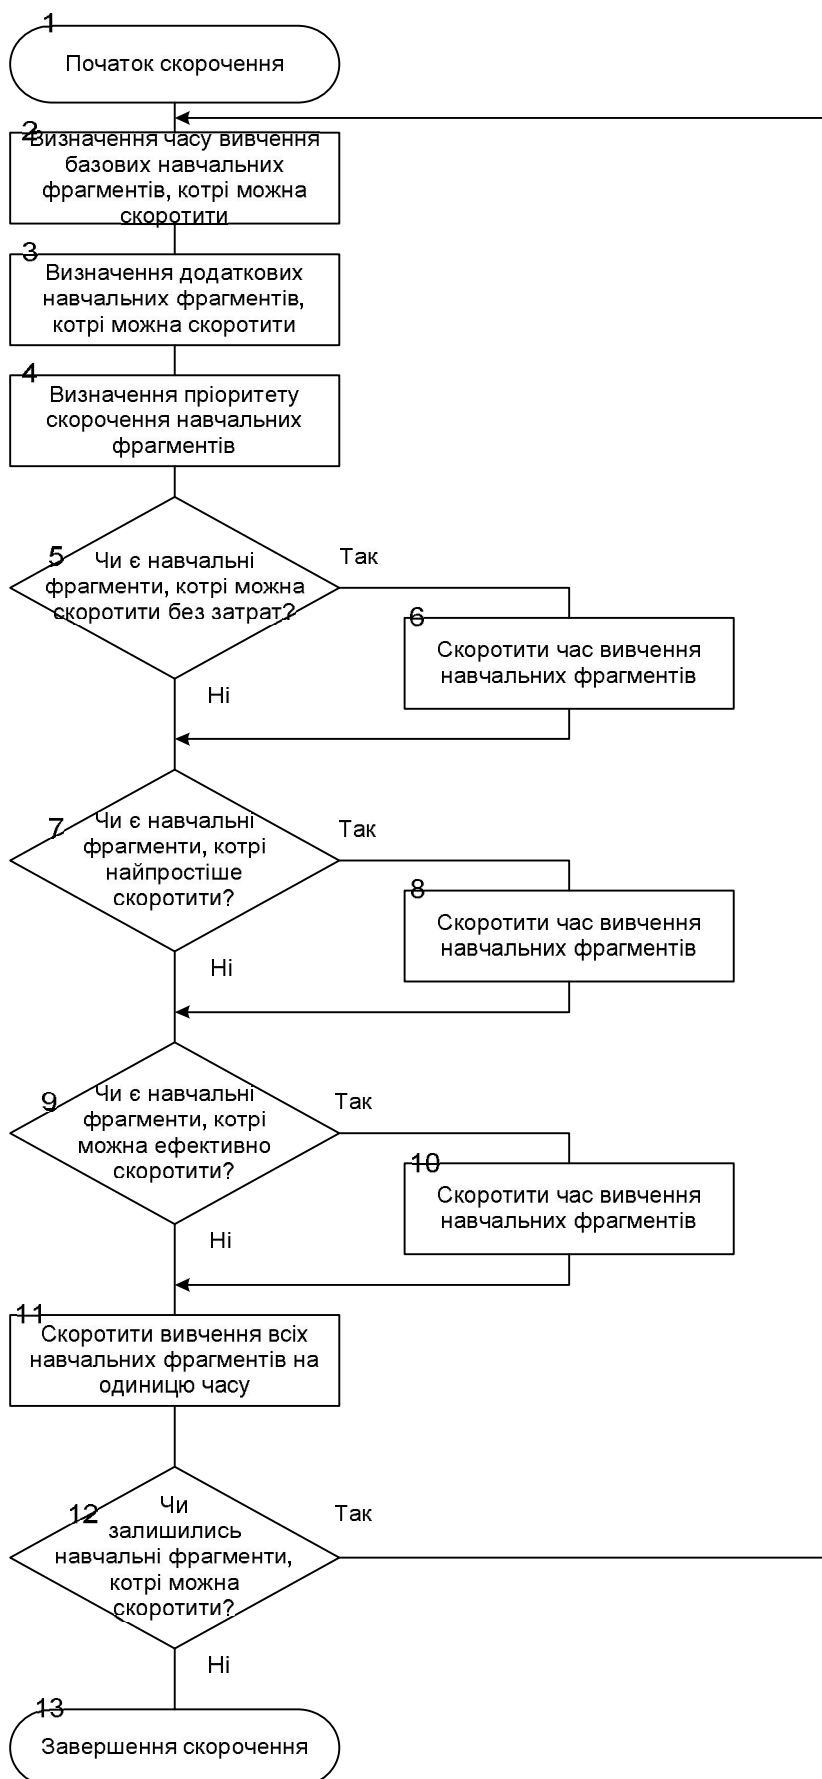 1
Початок скорочення
2
Визначення часу вивчення
базових навчальних
фрагментів, котрі можна
скоротити
3
Визначення додаткових
навчальних фрагментів,
котрі можна скоротити
4
Визначення пріоритету
скорочення навчальних
фрагментів
5
Чи є навчальні
фрагменти, котрі можна
скоротити без затрат?
Так
6
Скоротити час вивчення
навчальних фрагментів
Ні
7
Чи є навчальні
фрагменти, котрі
найпростіше
скоротити?
Так
8
Скоротити час вивчення
навчальних фрагментів
Ні
9
Чи є навчальні
фрагменти, котрі
можна ефективно
скоротити?
Так
10
Скоротити час вивчення
навчальних фрагментів
Ні
11
Скоротити вивчення всіх
навчальних фрагментів на
одиницю часу
12
Чи
залишились
навчальні фрагменти,
котрі можна
скоротити?
Так
Ні
13
Завершення скорочення